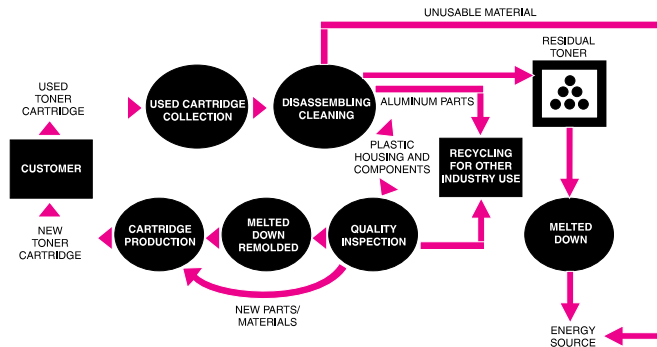 UNUSABLE MATERIAL
RESIDUAL
TONER
USED
TONER
CARTRIDGE
USED CARTRIDGE
COLLECTION
DISASSEMBLING
CLEANING
ALUMINUM PARTS
PLASTIC
HOUSING AND
COMPONENTS
RECYCLING
FOR OTHER
INDUSTRY USE
CUSTOMER
NEW
TONER
CARTRIDGE
CARTRIDGE
PRODUCTION
MELTED
DOWN
REMOLDED
QUALITY
INSPECTION
MELTED
DOWN
NEW PARTS/
MATERIALS
ENERGY
SOURCE